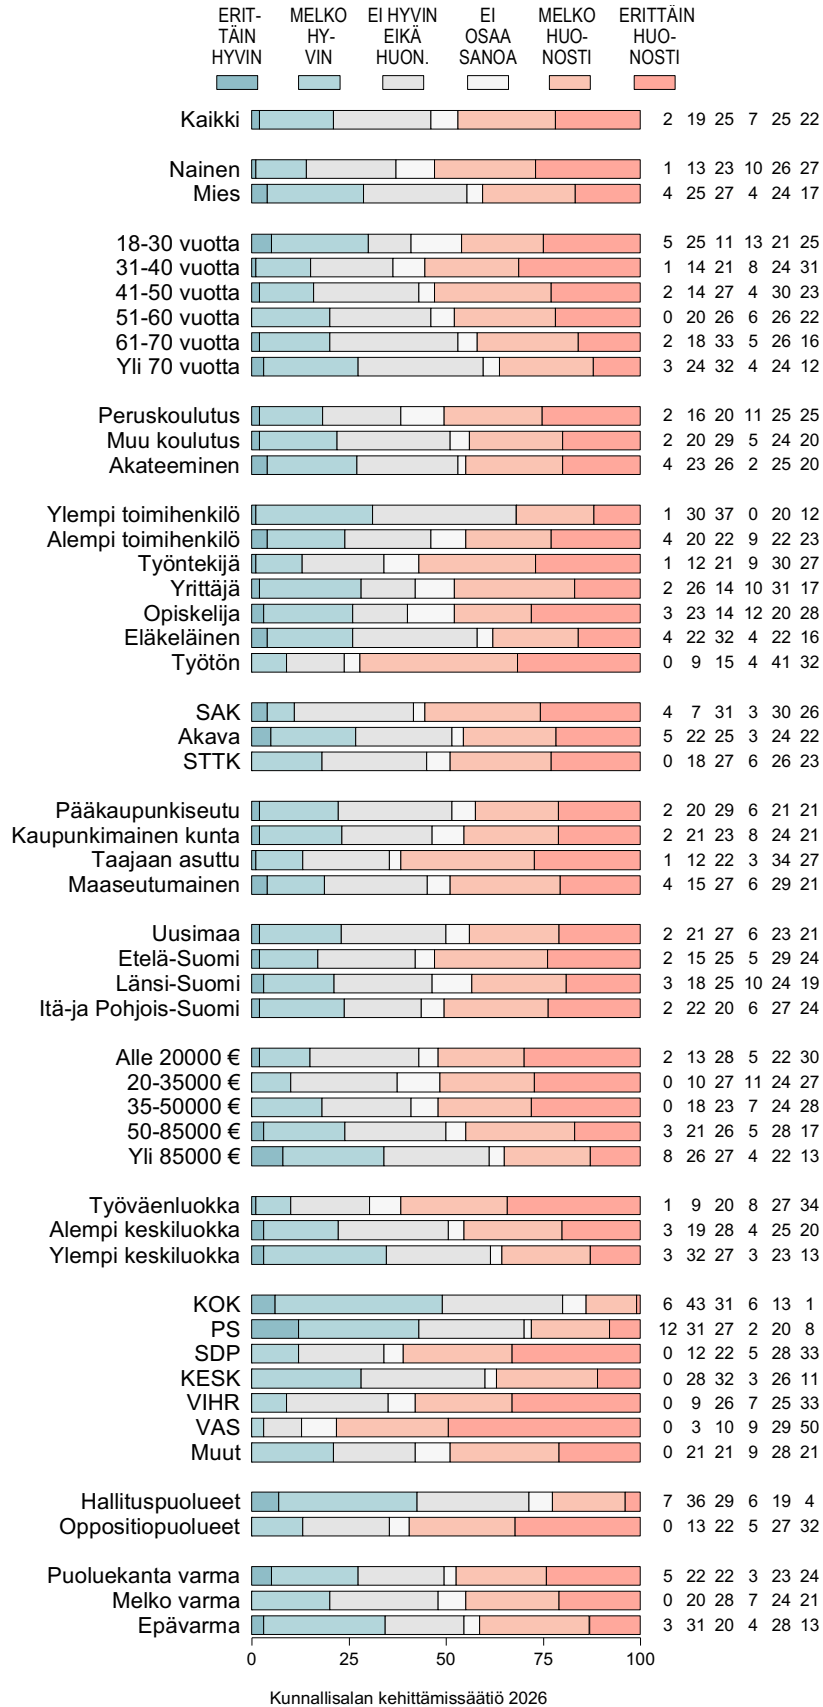 ERIT- MELKO EI HYVIN EI MELKO ERITTÄIN
TÄIN HY- EIKÄ OSAA HUO- HUO-
HYVIN VIN HUON. SANOA NOSTI NOSTI
Kaikki 2 19 25 7 25 22
Nainen 1 13 23 10 26 27
Mies 4 25 27 4 24 17
18-30 vuotta 5 25 11 13 21 25
31-40 vuotta 1 14 21 8 24 31
41-50 vuotta 2 14 27 4 30 23
51-60 vuotta 0 20 26 6 26 22
61-70 vuotta 2 18 33 5 26 16
Yli 70 vuotta 3 24 32 4 24 12
Peruskoulutus 2 16 20 11 25 25
Muu koulutus 2 20 29 5 24 20
Akateeminen 4 23 26 2 25 20
Ylempi toimihenkilö 1 30 37 0 20 12
Alempi toimihenkilö 4 20 22 9 22 23
Työntekijä 1 12 21 9 30 27
Yrittäjä 2 26 14 10 31 17
Opiskelija 3 23 14 12 20 28
Eläkeläinen 4 22 32 4 22 16
Työtön 0 9 15 4 41 32
SAK 4 7 31 3 30 26
Akava 5 22 25 3 24 22
STTK 0 18 27 6 26 23
Pääkaupunkiseutu 2 20 29 6 21 21
Kaupunkimainen kunta 2 21 23 8 24 21
Taajaan asuttu 1 12 22 3 34 27
Maaseutumainen 4 15 27 6 29 21
Uusimaa 2 21 27 6 23 21
Etelä-Suomi 2 15 25 5 29 24
Länsi-Suomi 3 18 25 10 24 19
Itä-ja Pohjois-Suomi 2 22 20 6 27 24
Alle 20000 € 2 13 28 5 22 30
20-35000 € 0 10 27 11 24 27
35-50000 € 0 18 23 7 24 28
50-85000 € 3 21 26 5 28 17
Yli 85000 € 8 26 27 4 22 13
Työväenluokka 1 9 20 8 27 34
Alempi keskiluokka 3 19 28 4 25 20
Ylempi keskiluokka 3 32 27 3 23 13
KOK 6 43 31 6 13 1
PS 12 31 27 2 20 8
SDP 0 12 22 5 28 33
KESK 0 28 32 3 26 11
VIHR 0 9 26 7 25 33
VAS 0 3 10 9 29 50
Muut 0 21 21 9 28 21
Hallituspuolueet 7 36 29 6 19 4
Oppositiopuolueet 0 13 22 5 27 32
Puoluekanta varma 5 22 22 3 23 24
Melko varma 0 20 28 7 24 21
Epävarma 3 31 20 4 28 13
0 25 50 75 100
Kunnallisalan kehittämissäätiö 2026